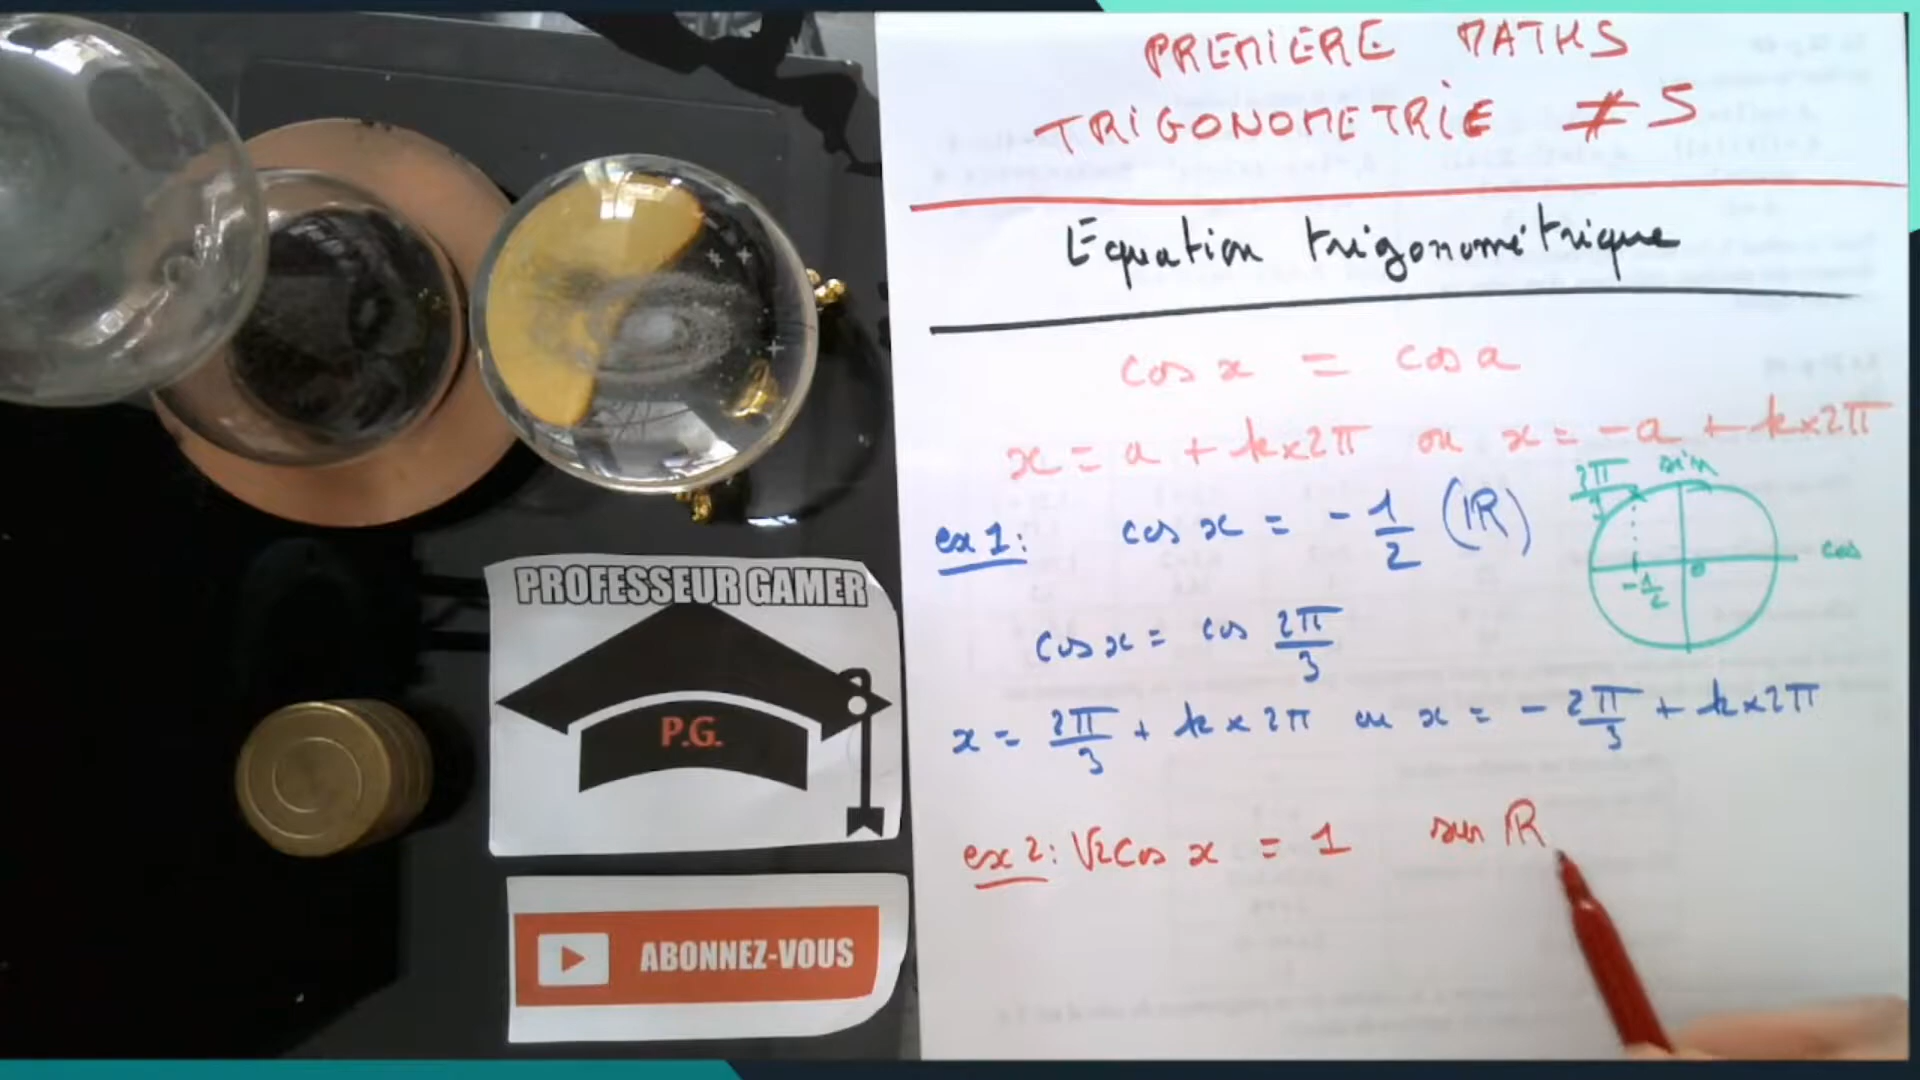 PREMIERE MATHS
TRIGONOMETRIE #5
Equation trigonométrique
cos x = cos a
x = a + k×2π ou x = -a + k×2π
ex 1: cos x = -1/2 (ℝ)
2π/3
sin
cos
0
-1/2
cos x = cos 2π/3
x = 2π/3 + k×2π ou x = -2π/3 + k×2π
ex 2: √2 cos x = 1 sur ℝ
PROFESSEUR GAMER
P.G.
ABONNEZ-VOUS